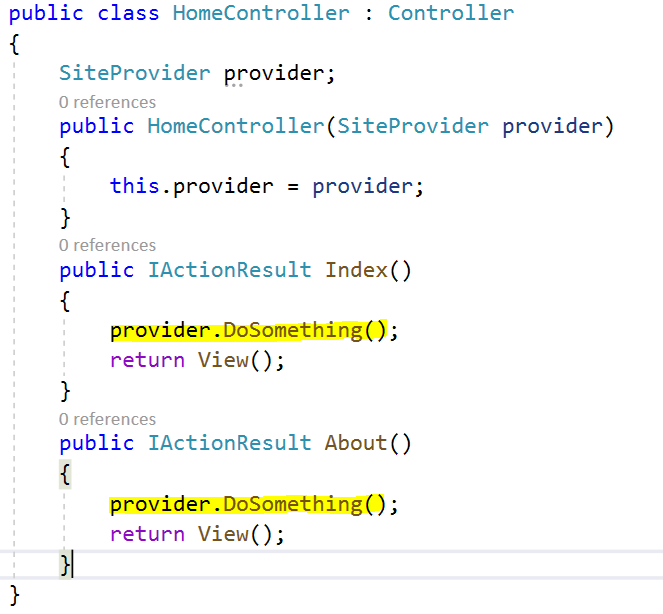 public class HomeController : Controller
{
SiteProvider provider;
0 references
public HomeController(SiteProvider provider)
{
this.provider = provider;
}
0 references
public IActionResult Index()
{
provider.DoSomething();
return View();
}
0 references
public IActionResult About()
{
provider.DoSomething();
return View();
}
}